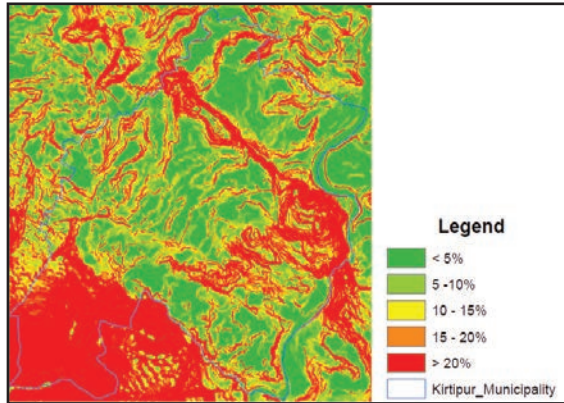 Legend
< 5%
5 -10%
10 - 15%
15 - 20%
> 20%
Kirtipur_Municipality